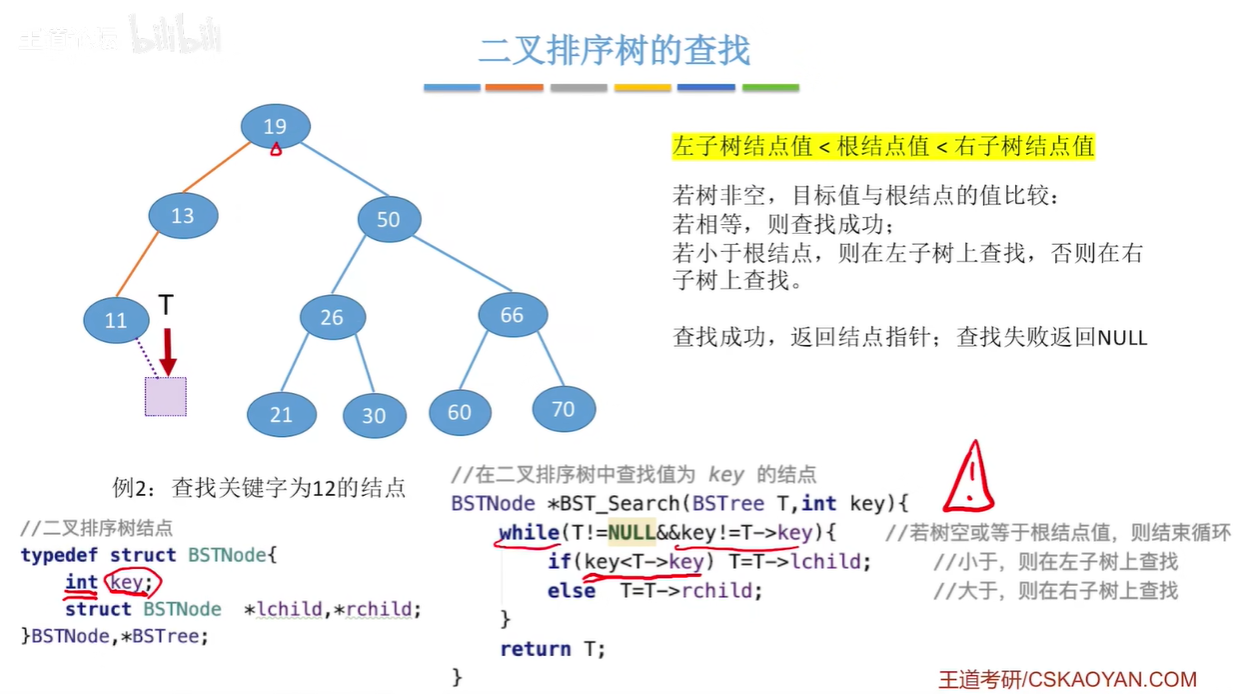 王道论坛 bilibili
二叉排序树的查找
19
13
50
11
T
26
66
21
30
60
70
左子树结点值 < 根结点值 < 右子树结点值
若树非空，目标值与根结点的值比较：
若相等，则查找成功；
若小于根结点，则在左子树上查找，否则在右
子树上查找。
查找成功，返回结点指针；查找失败返回NULL
例2：查找关键字为12的结点
//二叉排序树结点
typedef struct BSTNode{
int key;
struct BSTNode *lchild,*rchild;
}BSTNode,*BSTree;
//在二叉排序树中查找值为 key 的结点
BSTNode *BST_Search(BSTree T,int key){
while(T!=NULL&&key!=T->key){ //若树空或等于根结点值，则结束循环
if(key<T->key) T=T->lchild; //小于，则在左子树上查找
else T=T->rchild; //大于，则在右子树上查找
}
return T;
}
!
王道考研/CSKAOYAN.COM